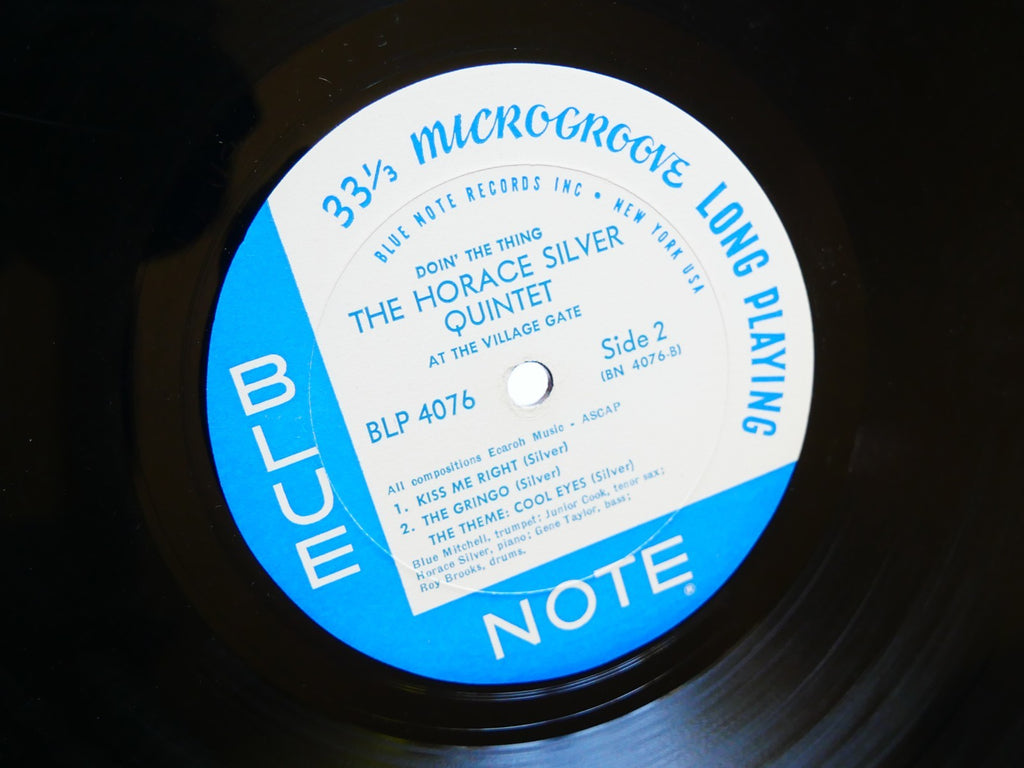 33⅓ MICROGROOVE LONG PLAYING
BLUE NOTE RECORDS INC • NEW YORK USA
DOIN' THE THING
THE HORACE SILVER
QUINTET
AT THE VILLAGE GATE
BLP 4076
Side 2
(BN 4076-B)
All compositions Ecaroh Music - ASCAP
1. KISS ME RIGHT (Silver)
2. THE GRINGO (Silver)
THE THEME: COOL EYES (Silver)
Blue Mitchell, trumpet; Junior Cook, tenor sax;
Horace Silver, piano; Gene Taylor, bass;
Roy Brooks, drums.
BLUE
NOTE®